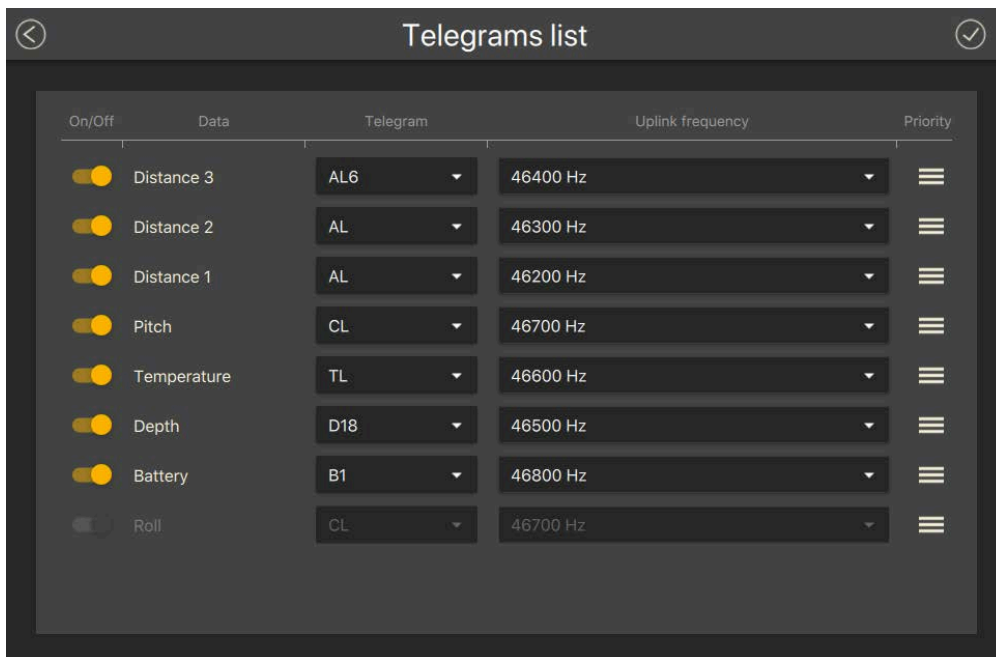 Telegrams list
On/Off Data Telegram Uplink frequency Priority
Distance 3 AL6 46400 Hz
Distance 2 AL 46300 Hz
Distance 1 AL 46200 Hz
Pitch CL 46700 Hz
Temperature TL 46600 Hz
Depth D18 46500 Hz
Battery B1 46800 Hz
Roll CL 46700 Hz